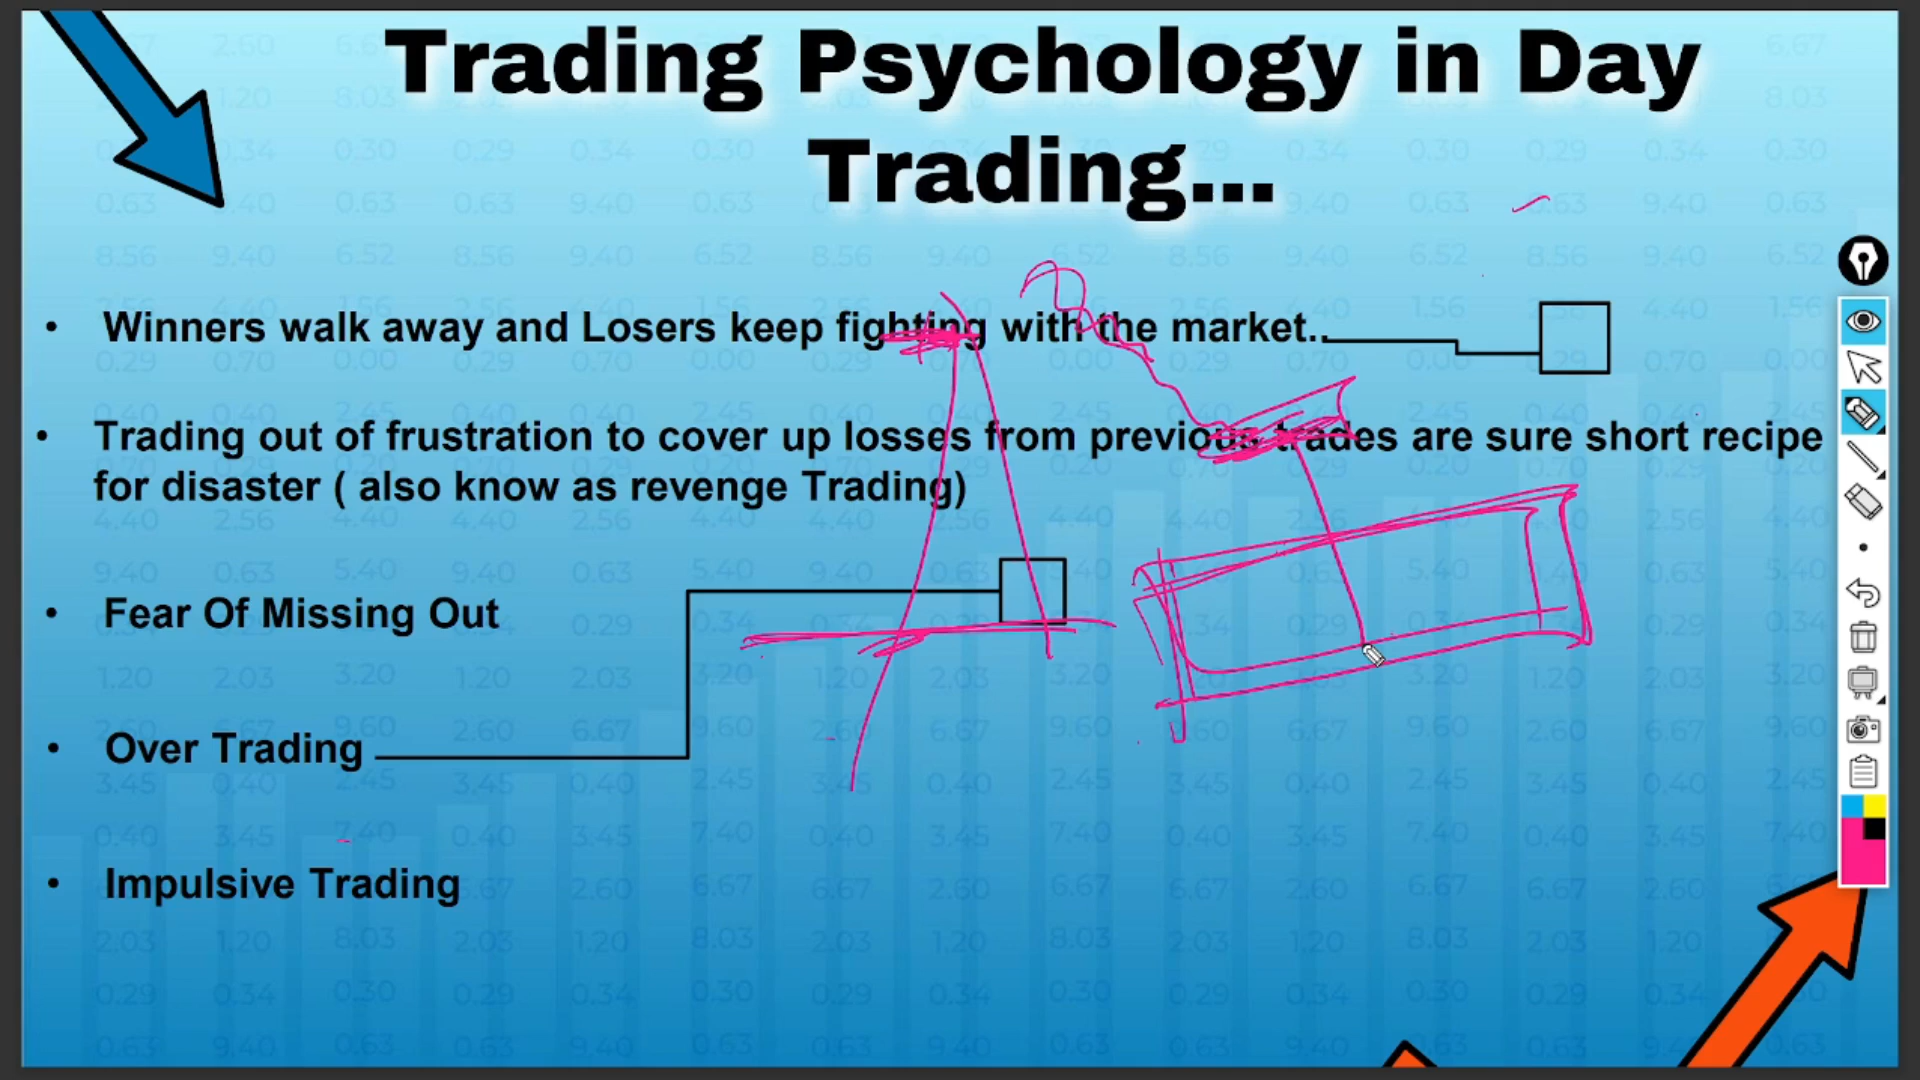 Trading Psychology in Day
Trading...
• Winners walk away and Losers keep fighting with the market..
• Trading out of frustration to cover up losses from previous trades are sure short recipe
for disaster ( also know as revenge Trading)
• Fear Of Missing Out
• Over Trading
• Impulsive Trading